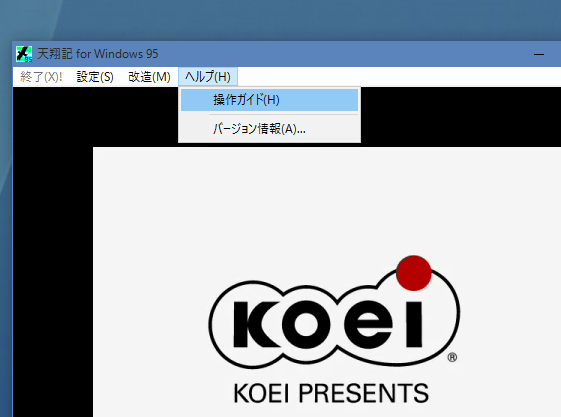 天翔記 for Windows 95
終了(X)! 設定(S) 改造(M) ヘルプ(H)
操作ガイド(H)
バージョン情報(A)...
KOEI
®
KOEI PRESENTS